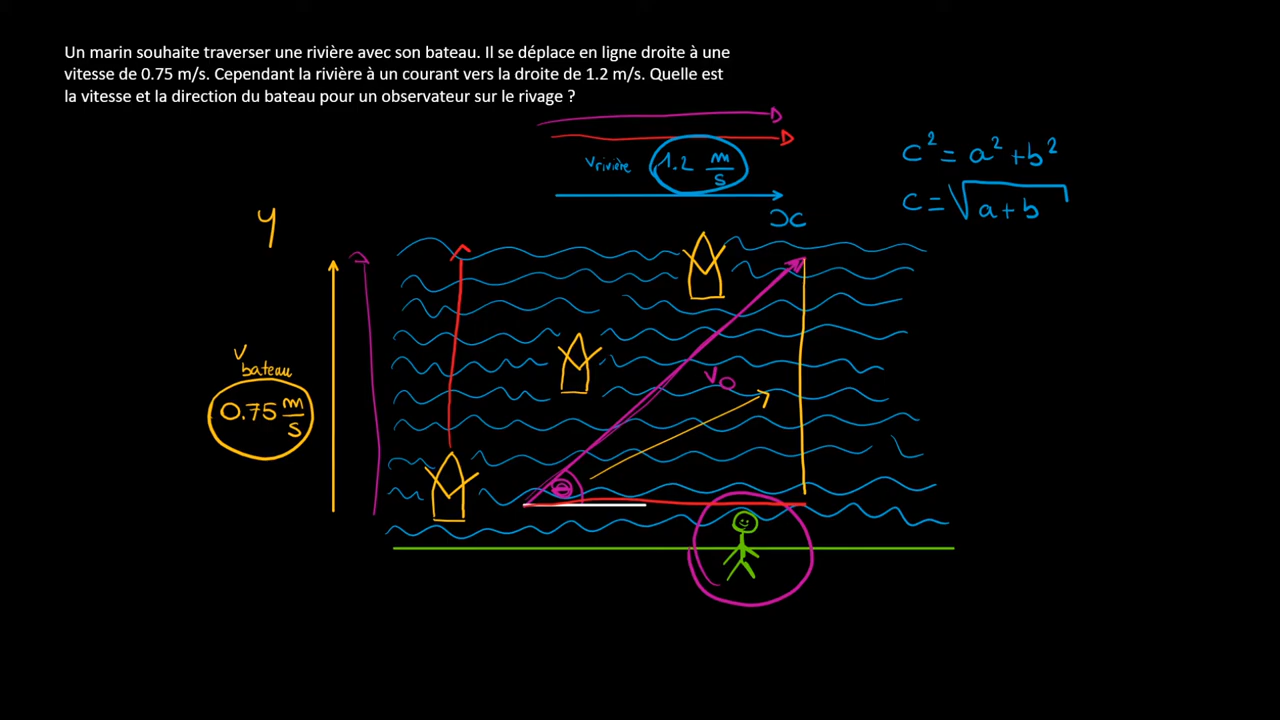 Un marin souhaite traverser une rivière avec son bateau. Il se déplace en ligne droite à une
vitesse de 0.75 m/s. Cependant la rivière à un courant vers la droite de 1.2 m/s. Quelle est
la vitesse et la direction du bateau pour un observateur sur le rivage ?
v rivière 1.2 m/s
x
c² = a² + b²
c = √a + b
y
v bateau
0.75 m/s
vo
θ